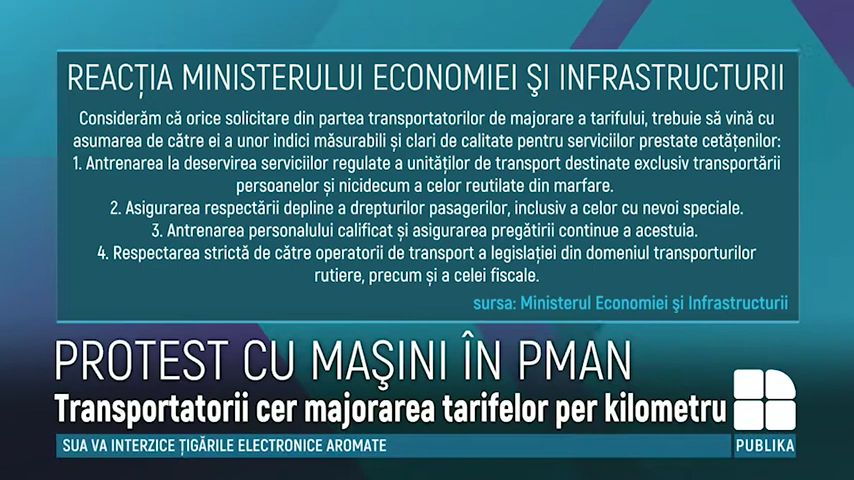 REACȚIA MINISTERULUI ECONOMIEI ŞI INFRASTRUCTURII
Considerăm că orice solicitare din partea transportatorilor de majorare a tarifului, trebuie să vină cu
asumarea de către ei a unor indici măsurabili și clari de calitate pentru serviciilor prestate cetățenilor:
1. Antrenarea la deservirea serviciilor regulate a unităților de transport destinate exclusiv transportării
persoanelor și nicidecum a celor reutilate din marfare.
2. Asigurarea respectării depline a drepturilor pasagerilor, inclusiv a celor cu nevoi speciale.
3. Antrenarea personalului calificat și asigurarea pregătirii continue a acestuia.
4. Respectarea strictă de către operatorii de transport a legislației din domeniul transporturilor
rutiere, precum și a celei fiscale.
sursa: Ministerul Economiei şi Infrastructurii
PROTEST CU MAŞINI ÎN PMAN
Transportatorii cer majorarea tarifelor per kilometru
SUA VA INTERZICE ȚIGĂRILE ELECTRONICE AROMATE
PUBLIKA